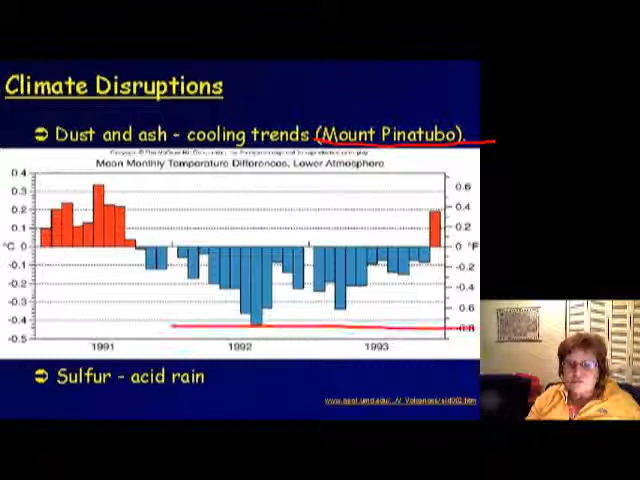 Climate Disruptions
Dust and ash - cooling trends (Mount Pinatubo).
Mean Monthly Temperature Differences, Lower Atmosphere
0.4
0.3
0.2
0.1
°C 0
-0.1
-0.2
-0.3
-0.4
-0.5
0.6
0.4
0.2
0 °F
-0.2
-0.4
-0.6
-0.8
1991 1992 1993
Sulfur - acid rain